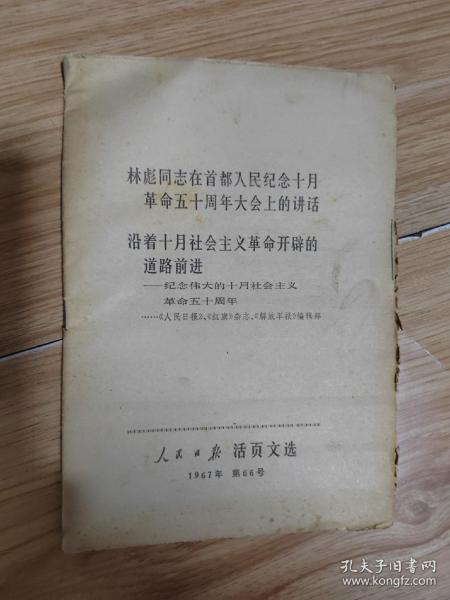 林彪同志在首都人民纪念十月
革命五十周年大会上的讲话
沿着十月社会主义革命开辟的
道路前进
——纪念伟大的十月社会主义
革命五十周年
……《人民日报》、《红旗》杂志、《解放军报》编辑部
人民日报 活页文选
1967年 第66号
孔夫子旧书网
www.kongfz.com